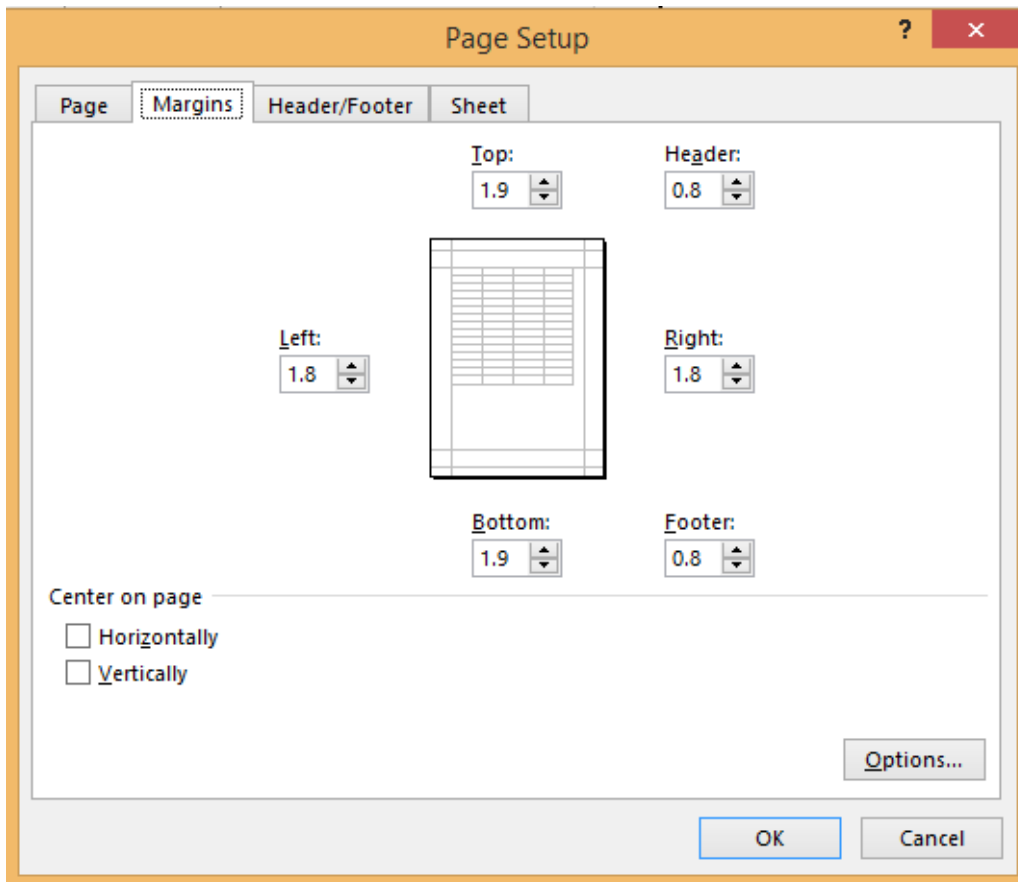 Page Setup
?
Page Margins Header/Footer Sheet
Top: Header:
1.9 0.8
Left: Right:
1.8 1.8
Bottom: Footer:
1.9 0.8
Center on page
Horizontally
Vertically
Options...
OK Cancel